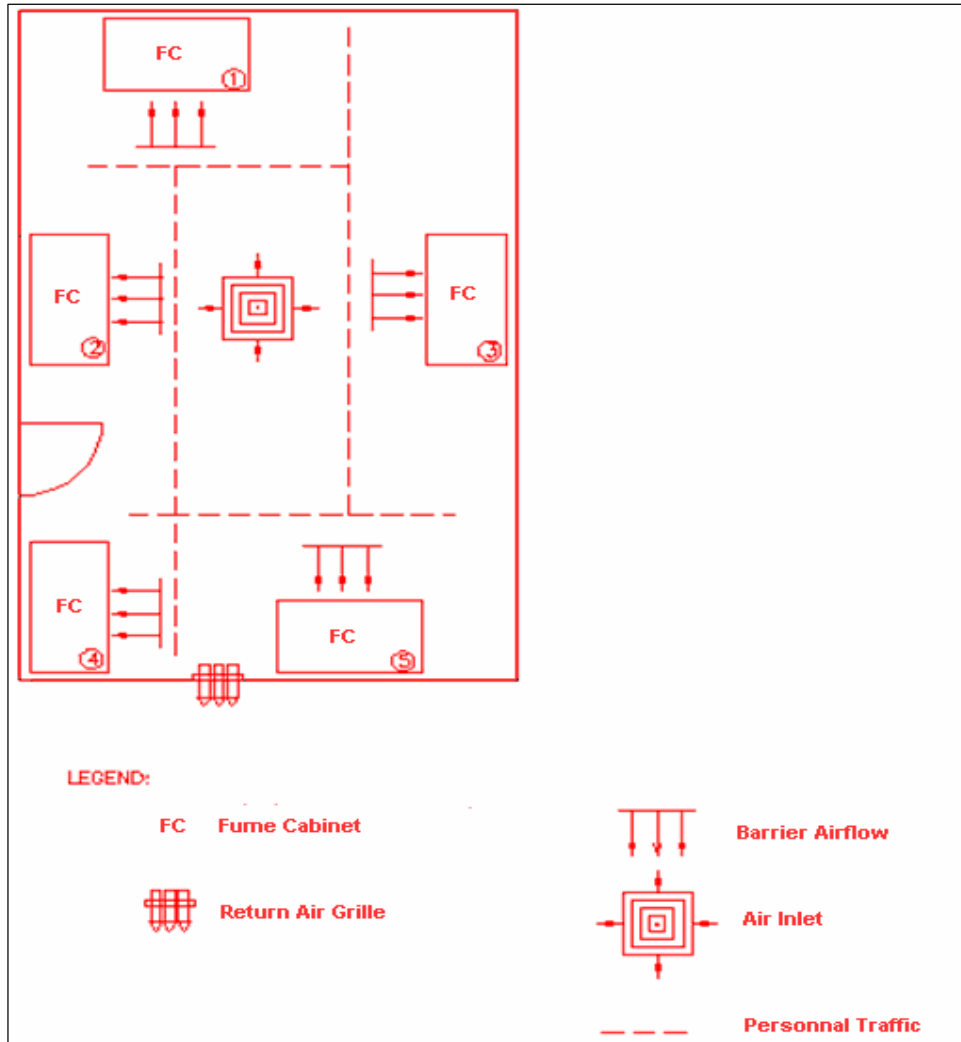 FC
1
FC
2
FC
3
FC
4
FC
5
LEGEND:
FC Fume Cabinet
Barrier Airflow
Return Air Grille
Air Inlet
Personnal Traffic